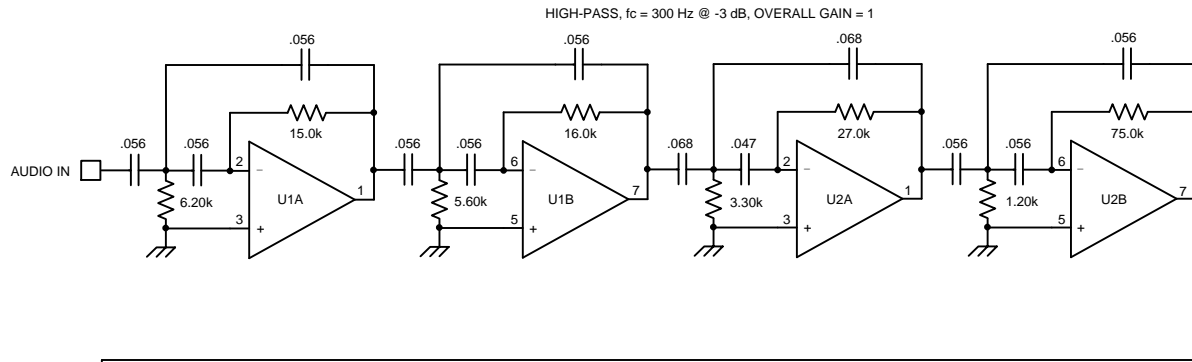 HIGH-PASS, fc = 300 Hz @ -3 dB, OVERALL GAIN = 1
.056
.056
.068
.056
15.0k
16.0k
27.0k
75.0k
AUDIO IN
.056
.056
2
−
U1A
1
6.20k
3
+
.056
.056
6
−
U1B
7
5.60k
5
+
.068
.047
2
−
U2A
1
3.30k
3
+
.056
.056
6
−
U2B
7
1.20k
5
+